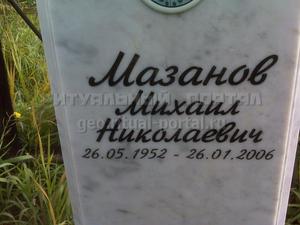 Мазанов
Михаил
Николаевич
26.05.1952 - 26.01.2006